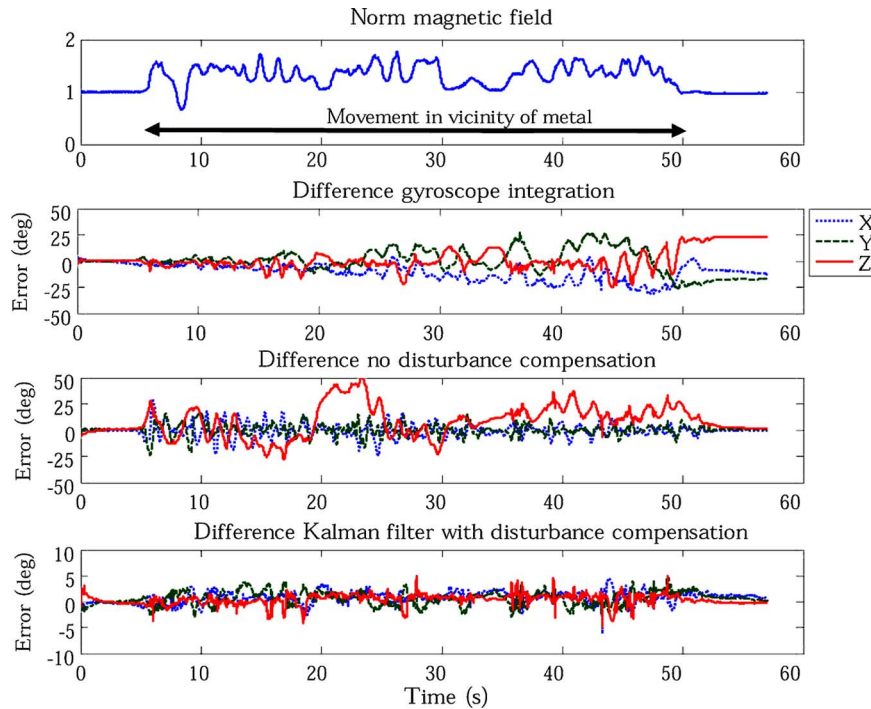 Norm magnetic field
2
1
0
Movement in vicinity of metal
0 10 20 30 40 50 60
Difference gyroscope integration
Error (deg)
50
25
0
-25
-50
0 10 20 30 40 50 60
X
Y
Z
Difference no disturbance compensation
Error (deg)
50
25
0
-25
-50
0 10 20 30 40 50 60
Difference Kalman filter with disturbance compensation
Error (deg)
10
5
0
-5
-10
0 10 20 30 40 50 60
Time (s)